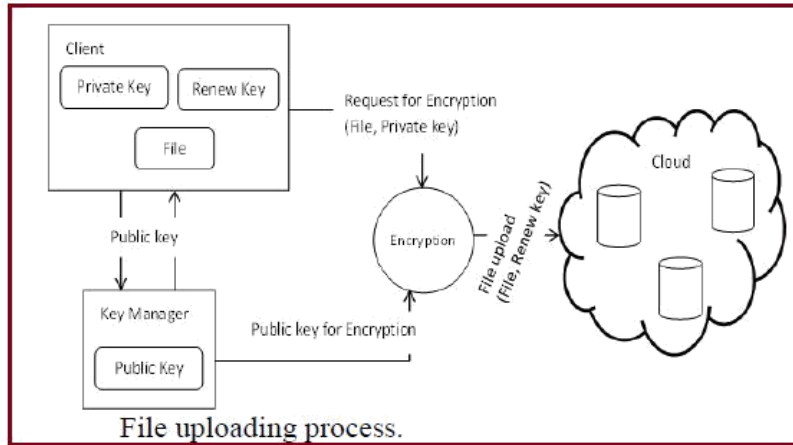 Client
Private Key
Renew Key
File
Request for Encryption
(File, Private key)
Public key
Key Manager
Public Key
Public key for Encryption
Encryption
File upload
(File, Renew key)
Cloud
File uploading process.